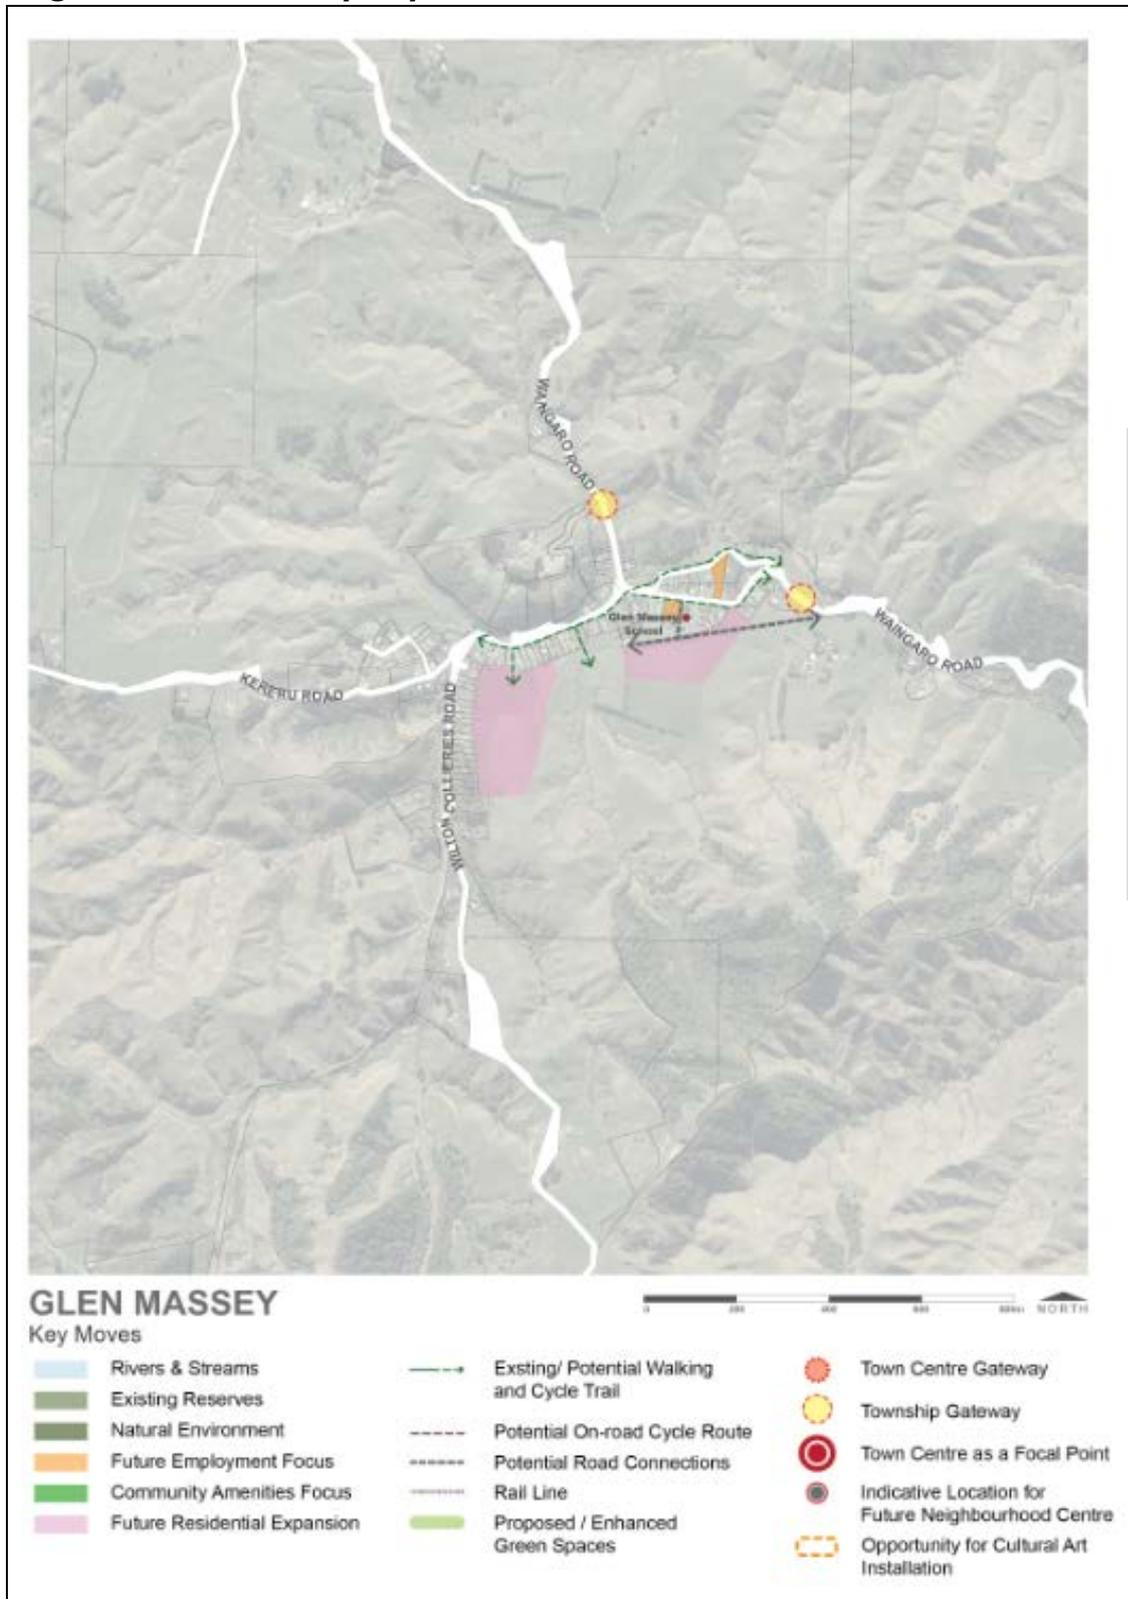 WAINGARO ROAD
Glen Massey
School
WAINGARO ROAD
KERERU ROAD
WILTON COLLIERIES ROAD
GLEN MASSEY
Key Moves
0
NORTH
Rivers & Streams
Existing Reserves
Natural Environment
Future Employment Focus
Community Amenities Focus
Future Residential Expansion
Exsting/ Potential Walking
and Cycle Trail
Potential On-road Cycle Route
Potential Road Connections
Rail Line
Proposed / Enhanced
Green Spaces
Town Centre Gateway
Township Gateway
Town Centre as a Focal Point
Indicative Location for
Future Neighbourhood Centre
Opportunity for Cultural Art
Installation